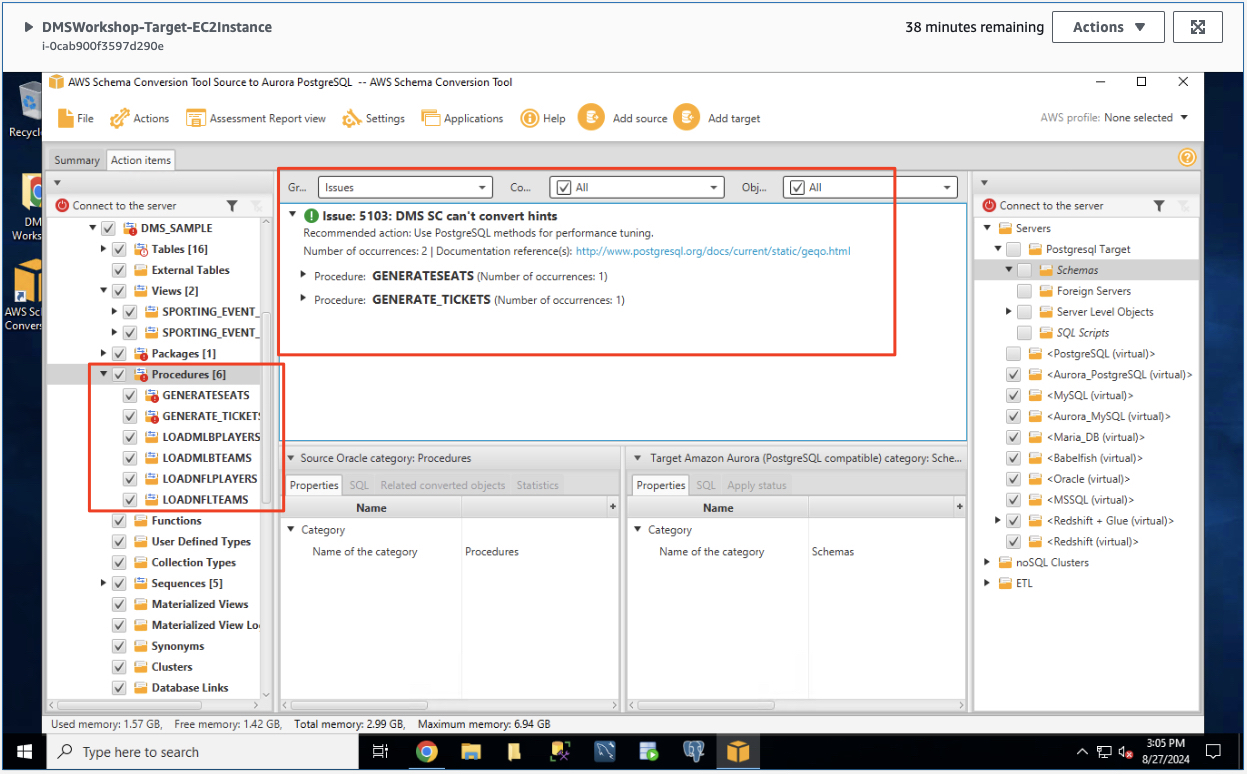 DMSWorkshop-Target-EC2Instance
i-0cab900f3597d290e
38 minutes remaining
Actions
AWS Schema Conversion Tool Source to Aurora PostgreSQL -- AWS Schema Conversion Tool
File Actions Assessment Report view Settings Applications Help Add source Add target
AWS profile: None selected
Summary Action items
Connect to the server
DMS_SAMPLE
Tables [16]
External Tables
Views [2]
SPORTING_EVENT_
SPORTING_EVENT_
Packages [1]
Procedures [6]
GENERATESEATS
GENERATE_TICKETS
LOADMLBPLAYERS
LOADMLBTEAMS
LOADNFLPLAYERS
LOADNFLTEAMS
Functions
User Defined Types
Collection Types
Sequences [5]
Materialized Views
Materialized View Lo
Synonyms
Clusters
Database Links
Gr... Issues Co... All Obj... All
Issue: 5103: DMS SC can't convert hints
Recommended action: Use PostgreSQL methods for performance tuning.
Number of occurrences: 2 | Documentation reference(s): http://www.postgresql.org/docs/current/static/geqo.html
Procedure: GENERATESEATS (Number of occurrences: 1)
Procedure: GENERATE_TICKETS (Number of occurrences: 1)
Source Oracle category: Procedures
Properties SQL Related converted objects Statistics
Name +
Category
Name of the category Procedures
Target Amazon Aurora (PostgreSQL compatible) category: Sche...
Properties SQL Apply status
Name +
Category
Name of the category Schemas
Connect to the server
Servers
Postgresql Target
Schemas
Foreign Servers
Server Level Objects
SQL Scripts
<PostgreSQL (virtual)>
<Aurora_PostgreSQL (virtual)>
<MySQL (virtual)>
<Aurora_MySQL (virtual)>
<Maria_DB (virtual)>
<Babelfish (virtual)>
<Oracle (virtual)>
<MSSQL (virtual)>
<Redshift + Glue (virtual)>
<Redshift (virtual)>
noSQL Clusters
ETL
Recycl
DM
Works
AWS Sc
Conver
Used memory: 1.57 GB, Free memory: 1.42 GB, Total memory: 2.99 GB, Maximum memory: 6.94 GB
Type here to search
3:05 PM
8/27/2024